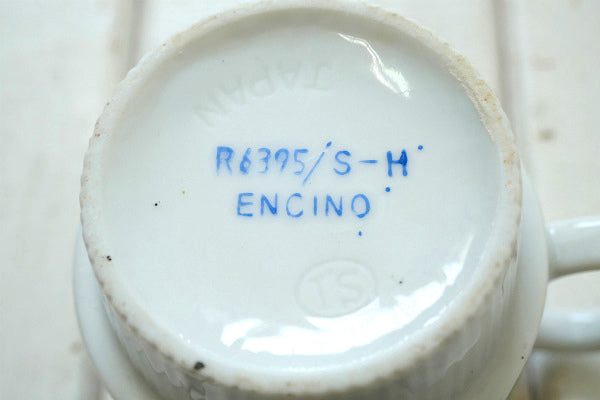 JAPAN
R6395/S-H
ENCINO
TS